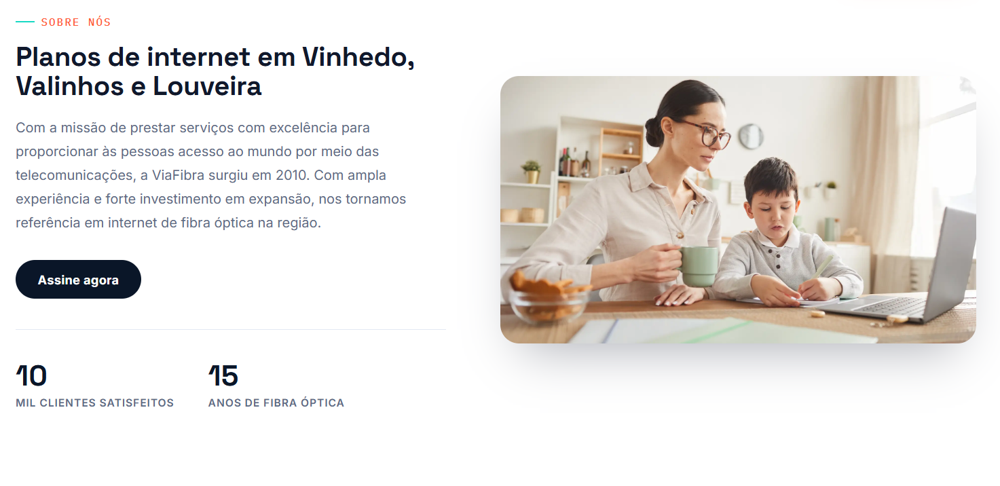 SOBRE NÓS
Planos de internet em Vinhedo,
Valinhos e Louveira
Com a missão de prestar serviços com excelência para
proporcionar às pessoas acesso ao mundo por meio das
telecomunicações, a ViaFibra surgiu em 2010. Com ampla
experiência e forte investimento em expansão, nos tornamos
referência em internet de fibra óptica na região.
Assine agora
10
MIL CLIENTES SATISFEITOS
15
ANOS DE FIBRA ÓPTICA